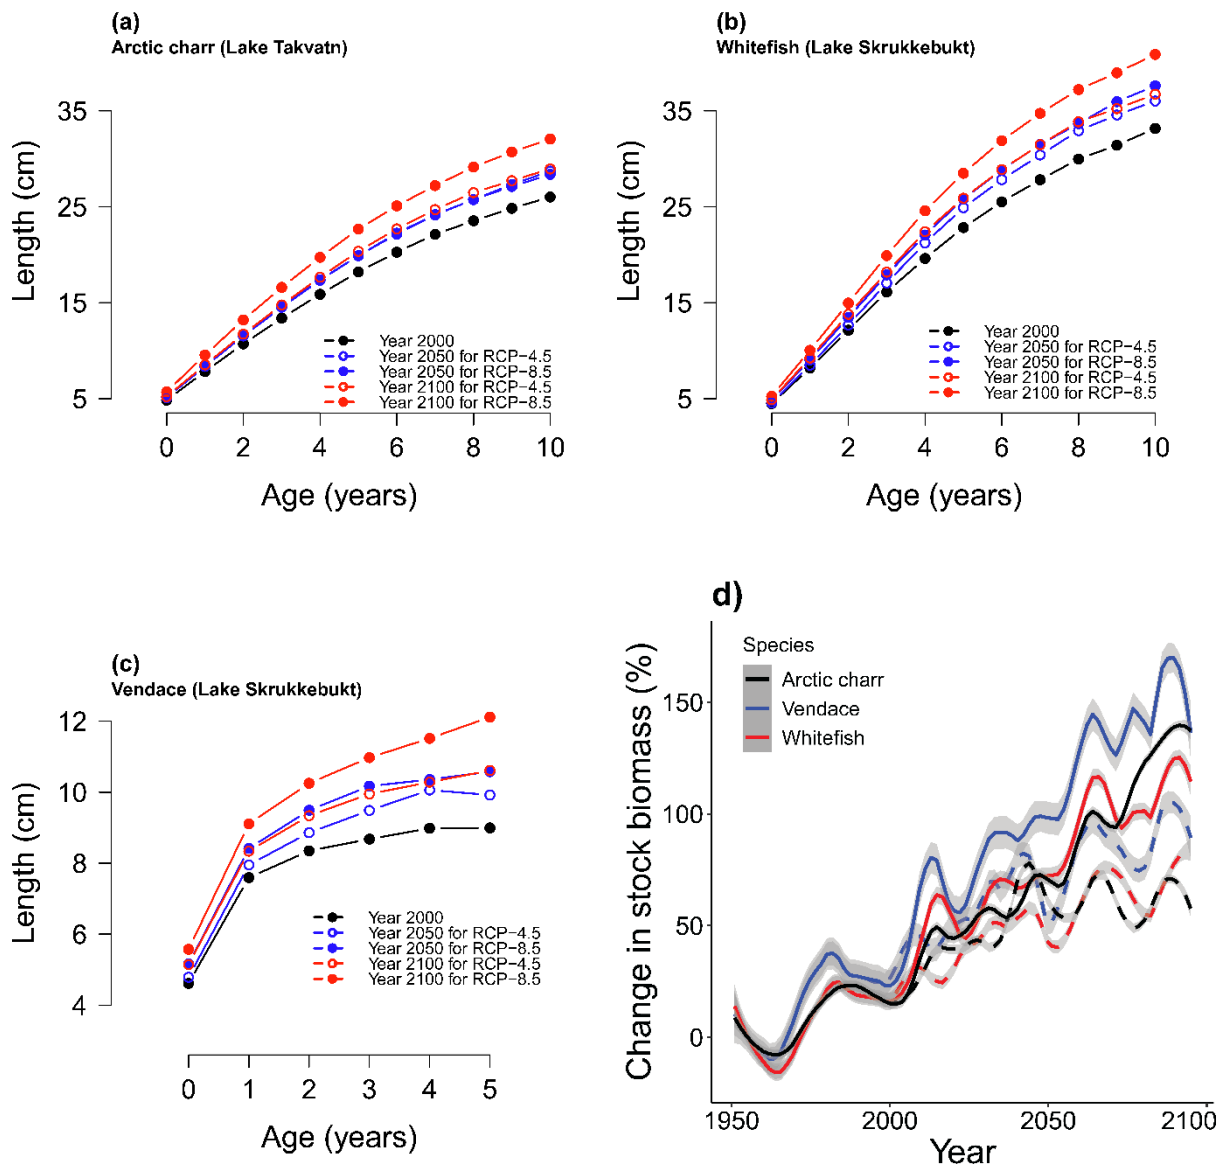 (a)
Arctic charr (Lake Takvatn)
35
25
15
5
Length (cm)
Year 2000
Year 2050 for RCP−4.5
Year 2050 for RCP−8.5
Year 2100 for RCP−4.5
Year 2100 for RCP−8.5
0 2 4 6 8 10
Age (years)
(b)
Whitefish (Lake Skrukkebukt)
35
25
15
5
Length (cm)
Year 2000
Year 2050 for RCP−4.5
Year 2050 for RCP−8.5
Year 2100 for RCP−4.5
Year 2100 for RCP−8.5
0 2 4 6 8 10
Age (years)
(c)
Vendace (Lake Skrukkebukt)
12
10
8
6
4
Length (cm)
Year 2000
Year 2050 for RCP−4.5
Year 2050 for RCP−8.5
Year 2100 for RCP−4.5
Year 2100 for RCP−8.5
0 1 2 3 4 5
Age (years)
d)
Species
Arctic charr
Vendace
Whitefish
150
100
50
0
Change in stock biomass (%)
1950 2000 2050 2100
Year